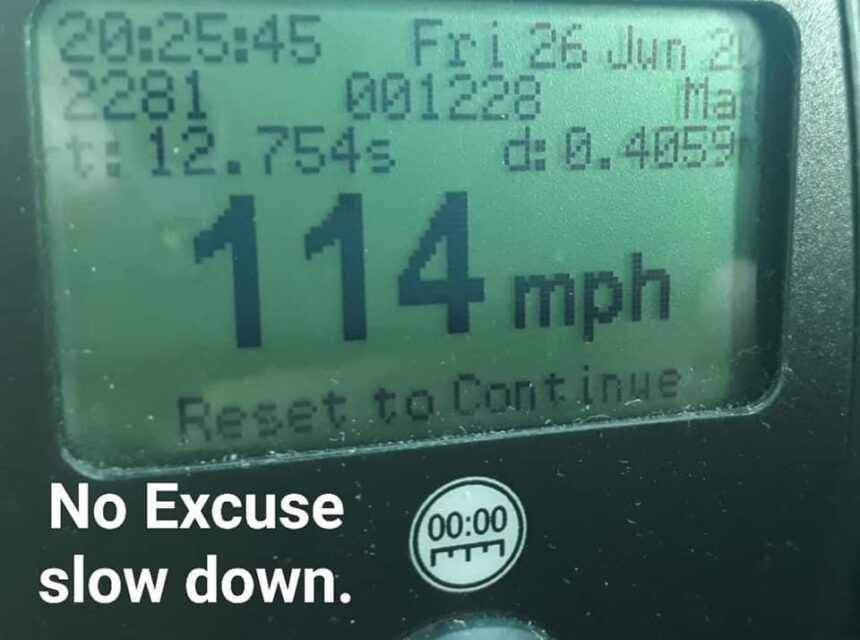 20:25:45 Fri 26 Jun
2281 001228
t: 12.754s d: 0.4059
114 mph
Reset to Continue
No Excuse
slow down.
00:00